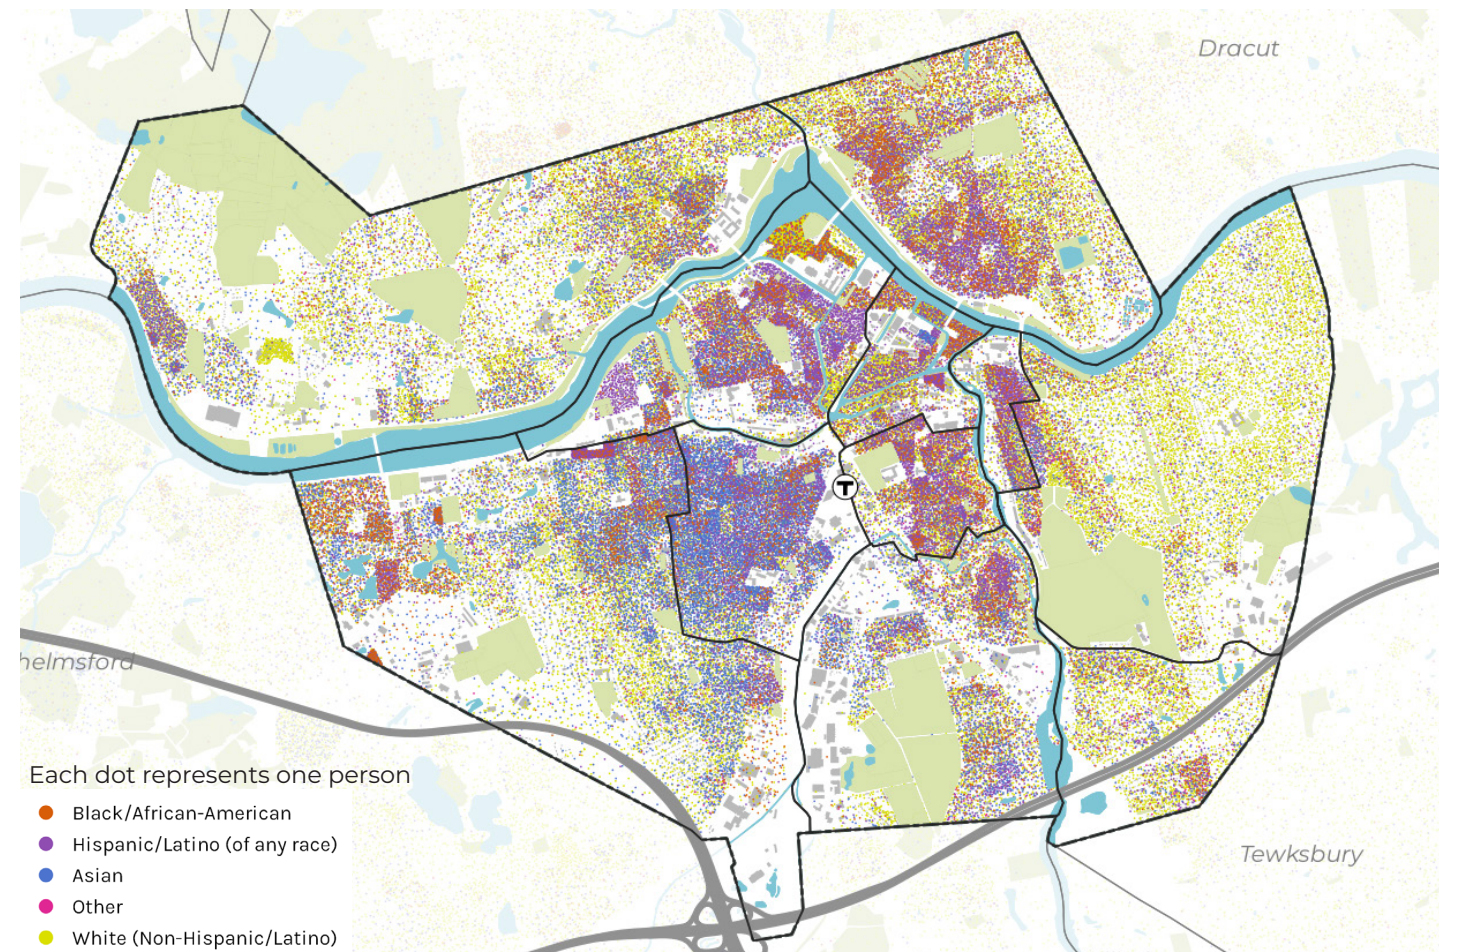 Dracut
T
helmsford
Tewksbury
Each dot represents one person
Black/African-American
Hispanic/Latino (of any race)
Asian
Other
White (Non-Hispanic/Latino)